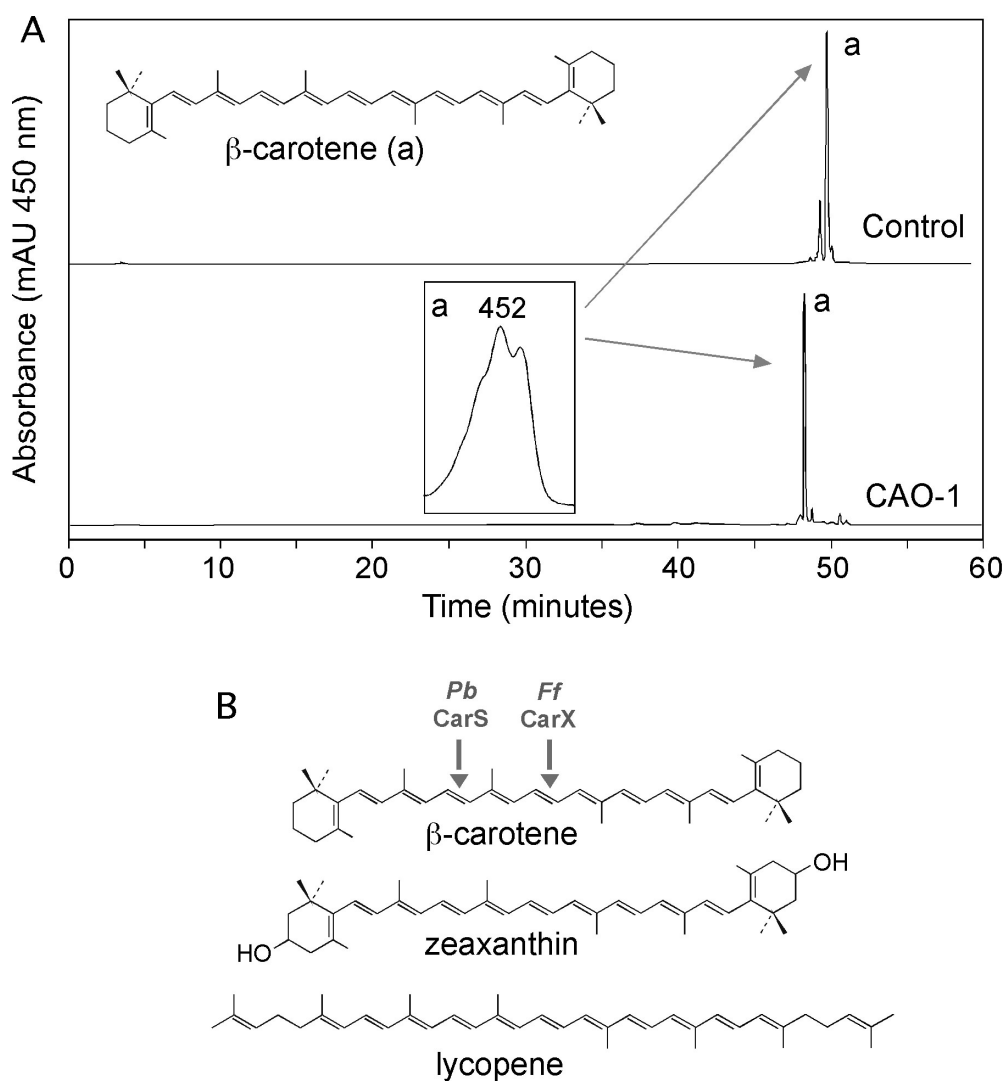 A
a
β-carotene (a)
Control
Absorbance (mAU 450 nm)
a 452
a
CAO-1
0 10 20 30 40 50 60
Time (minutes)
B
Pb Ff
CarS CarX
β-carotene
OH
HO
zeaxanthin
lycopene